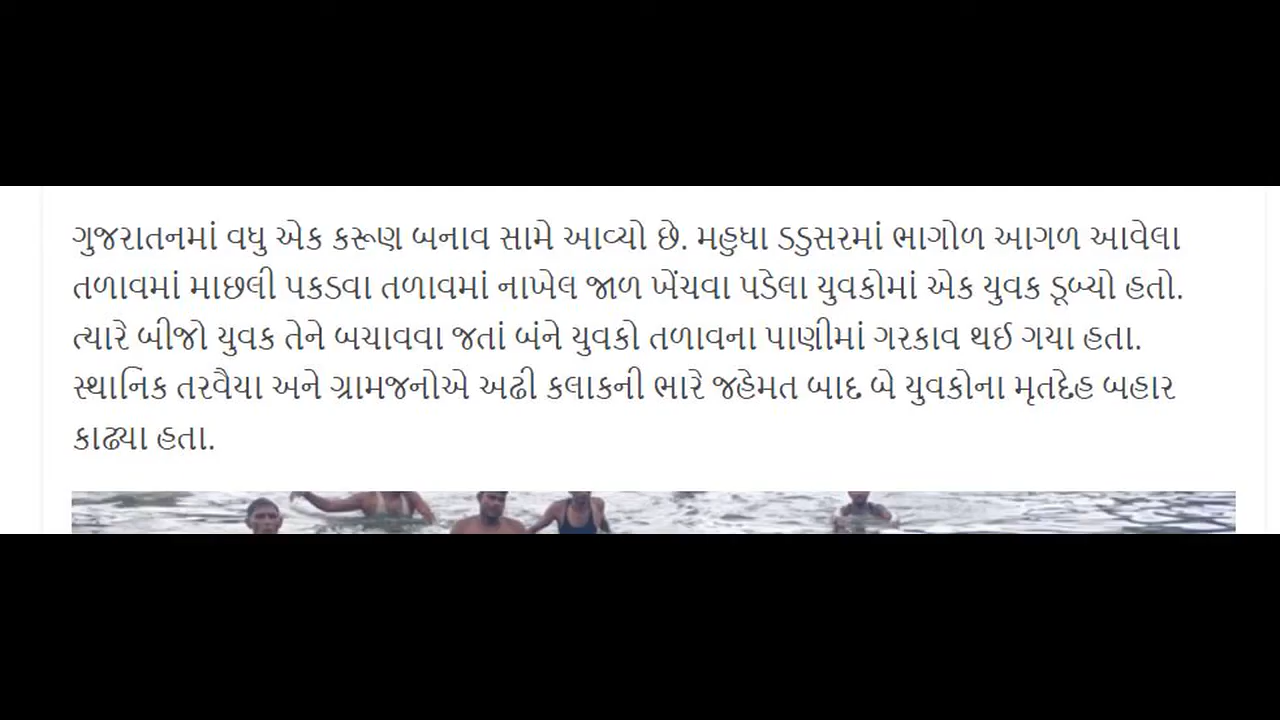 ગુજરાતનમાં વધુ એક કરૂણ બનાવ સામે આવ્યો છે. મહુધા ડડુસરમાં ભાગોળ આગળ આવેલા
તળાવમાં માછલી પકડવા તળાવમાં નાખેલ જાળ ખેંચવા પડેલા યુવકોમાં એક યુવક ડૂબ્યો હતો.
ત્યારે બીજો યુવક તેને બચાવવા જતાં બંને યુવકો તળાવના પાણીમાં ગરકાવ થઈ ગયા હતા.
સ્થાનિક તરવૈયા અને ગ્રામજનોએ અઢી કલાકની ભારે જહેમત બાદ બે યુવકોના મૃતદેહ બહાર
કાઢ્યા હતા.